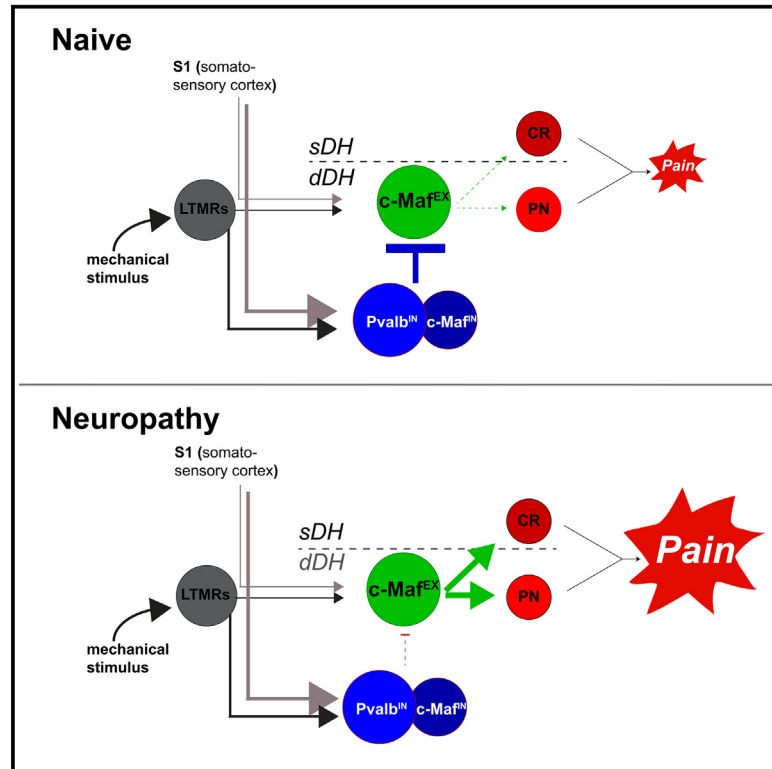 Naive
S1 (somato-
sensory cortex)
sDH
dDH
CR
Pain
c-Maf^EX
LTMRs
PN
mechanical
stimulus
Pvalb^IN
c-Maf^IN
Neuropathy
S1 (somato-
sensory cortex)
sDH
dDH
CR
Pain
c-Maf^EX
LTMRs
PN
mechanical
stimulus
Pvalb^IN
c-Maf^IN